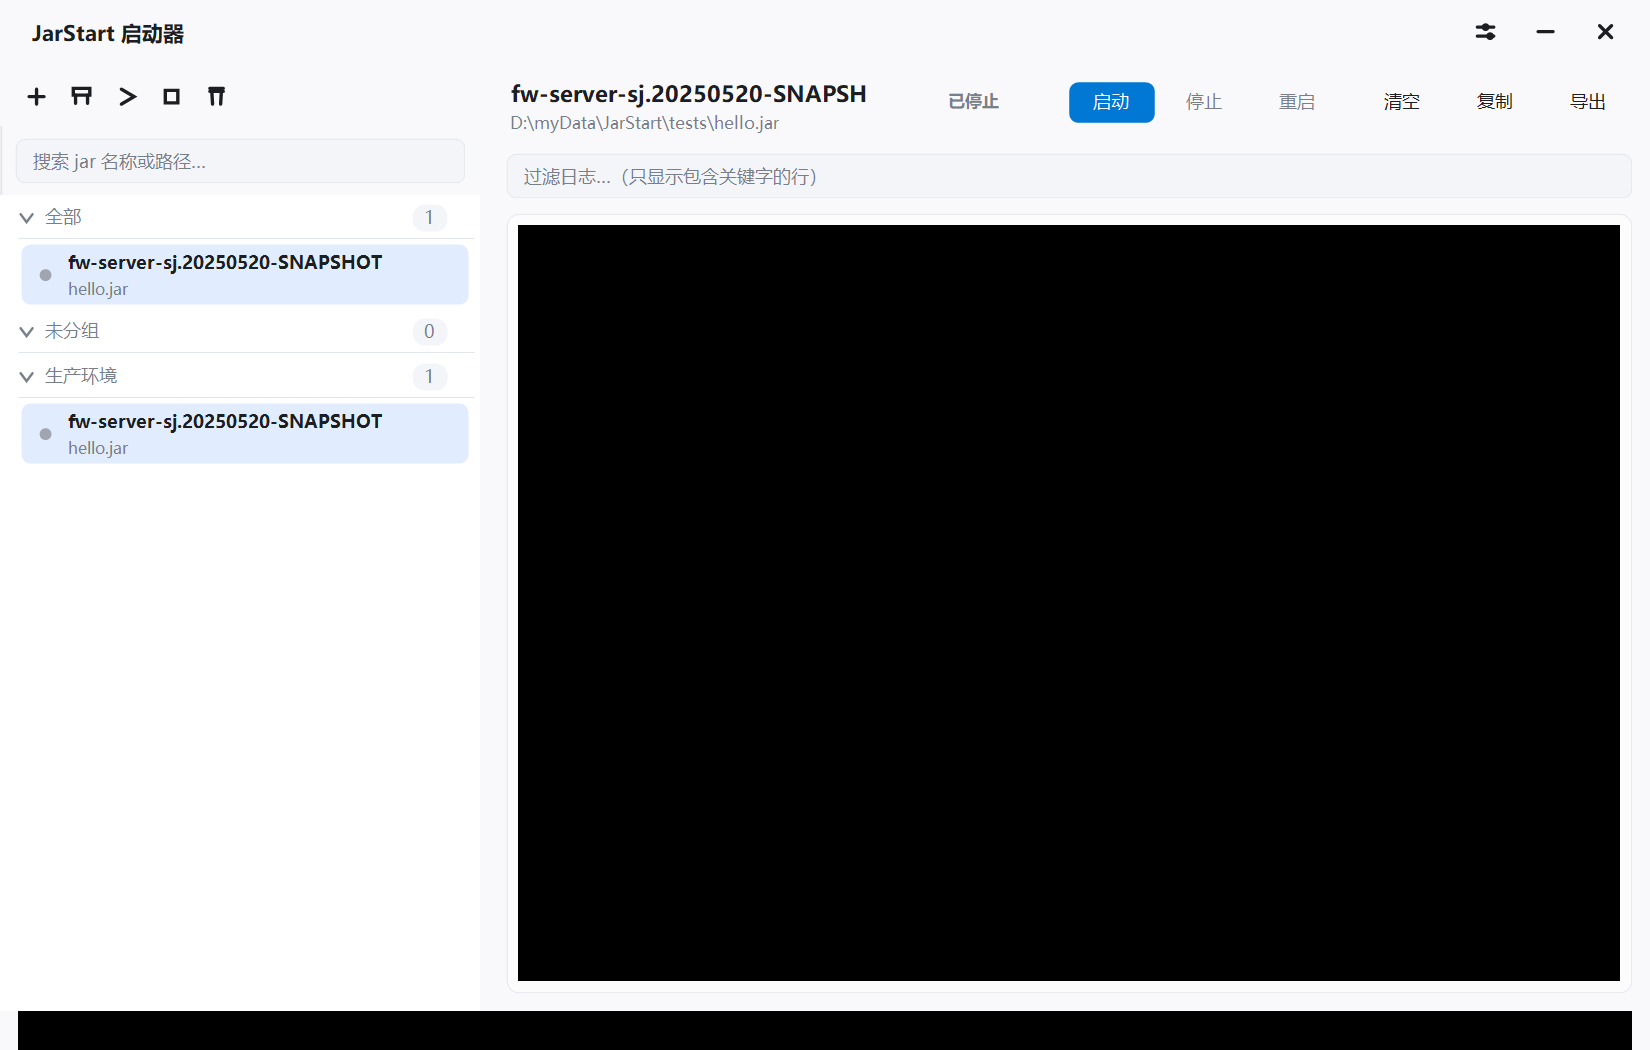 JarStart 启动器
搜索 jar 名称或路径...
全部 1
fw-server-sj.20250520-SNAPSHOT
hello.jar
未分组 0
生产环境 1
fw-server-sj.20250520-SNAPSHOT
hello.jar
fw-server-sj.20250520-SNAPSH
D:\myData\JarStart\tests\hello.jar
已停止 启动 停止 重启 清空 复制 导出
过滤日志... (只显示包含关键字的行)